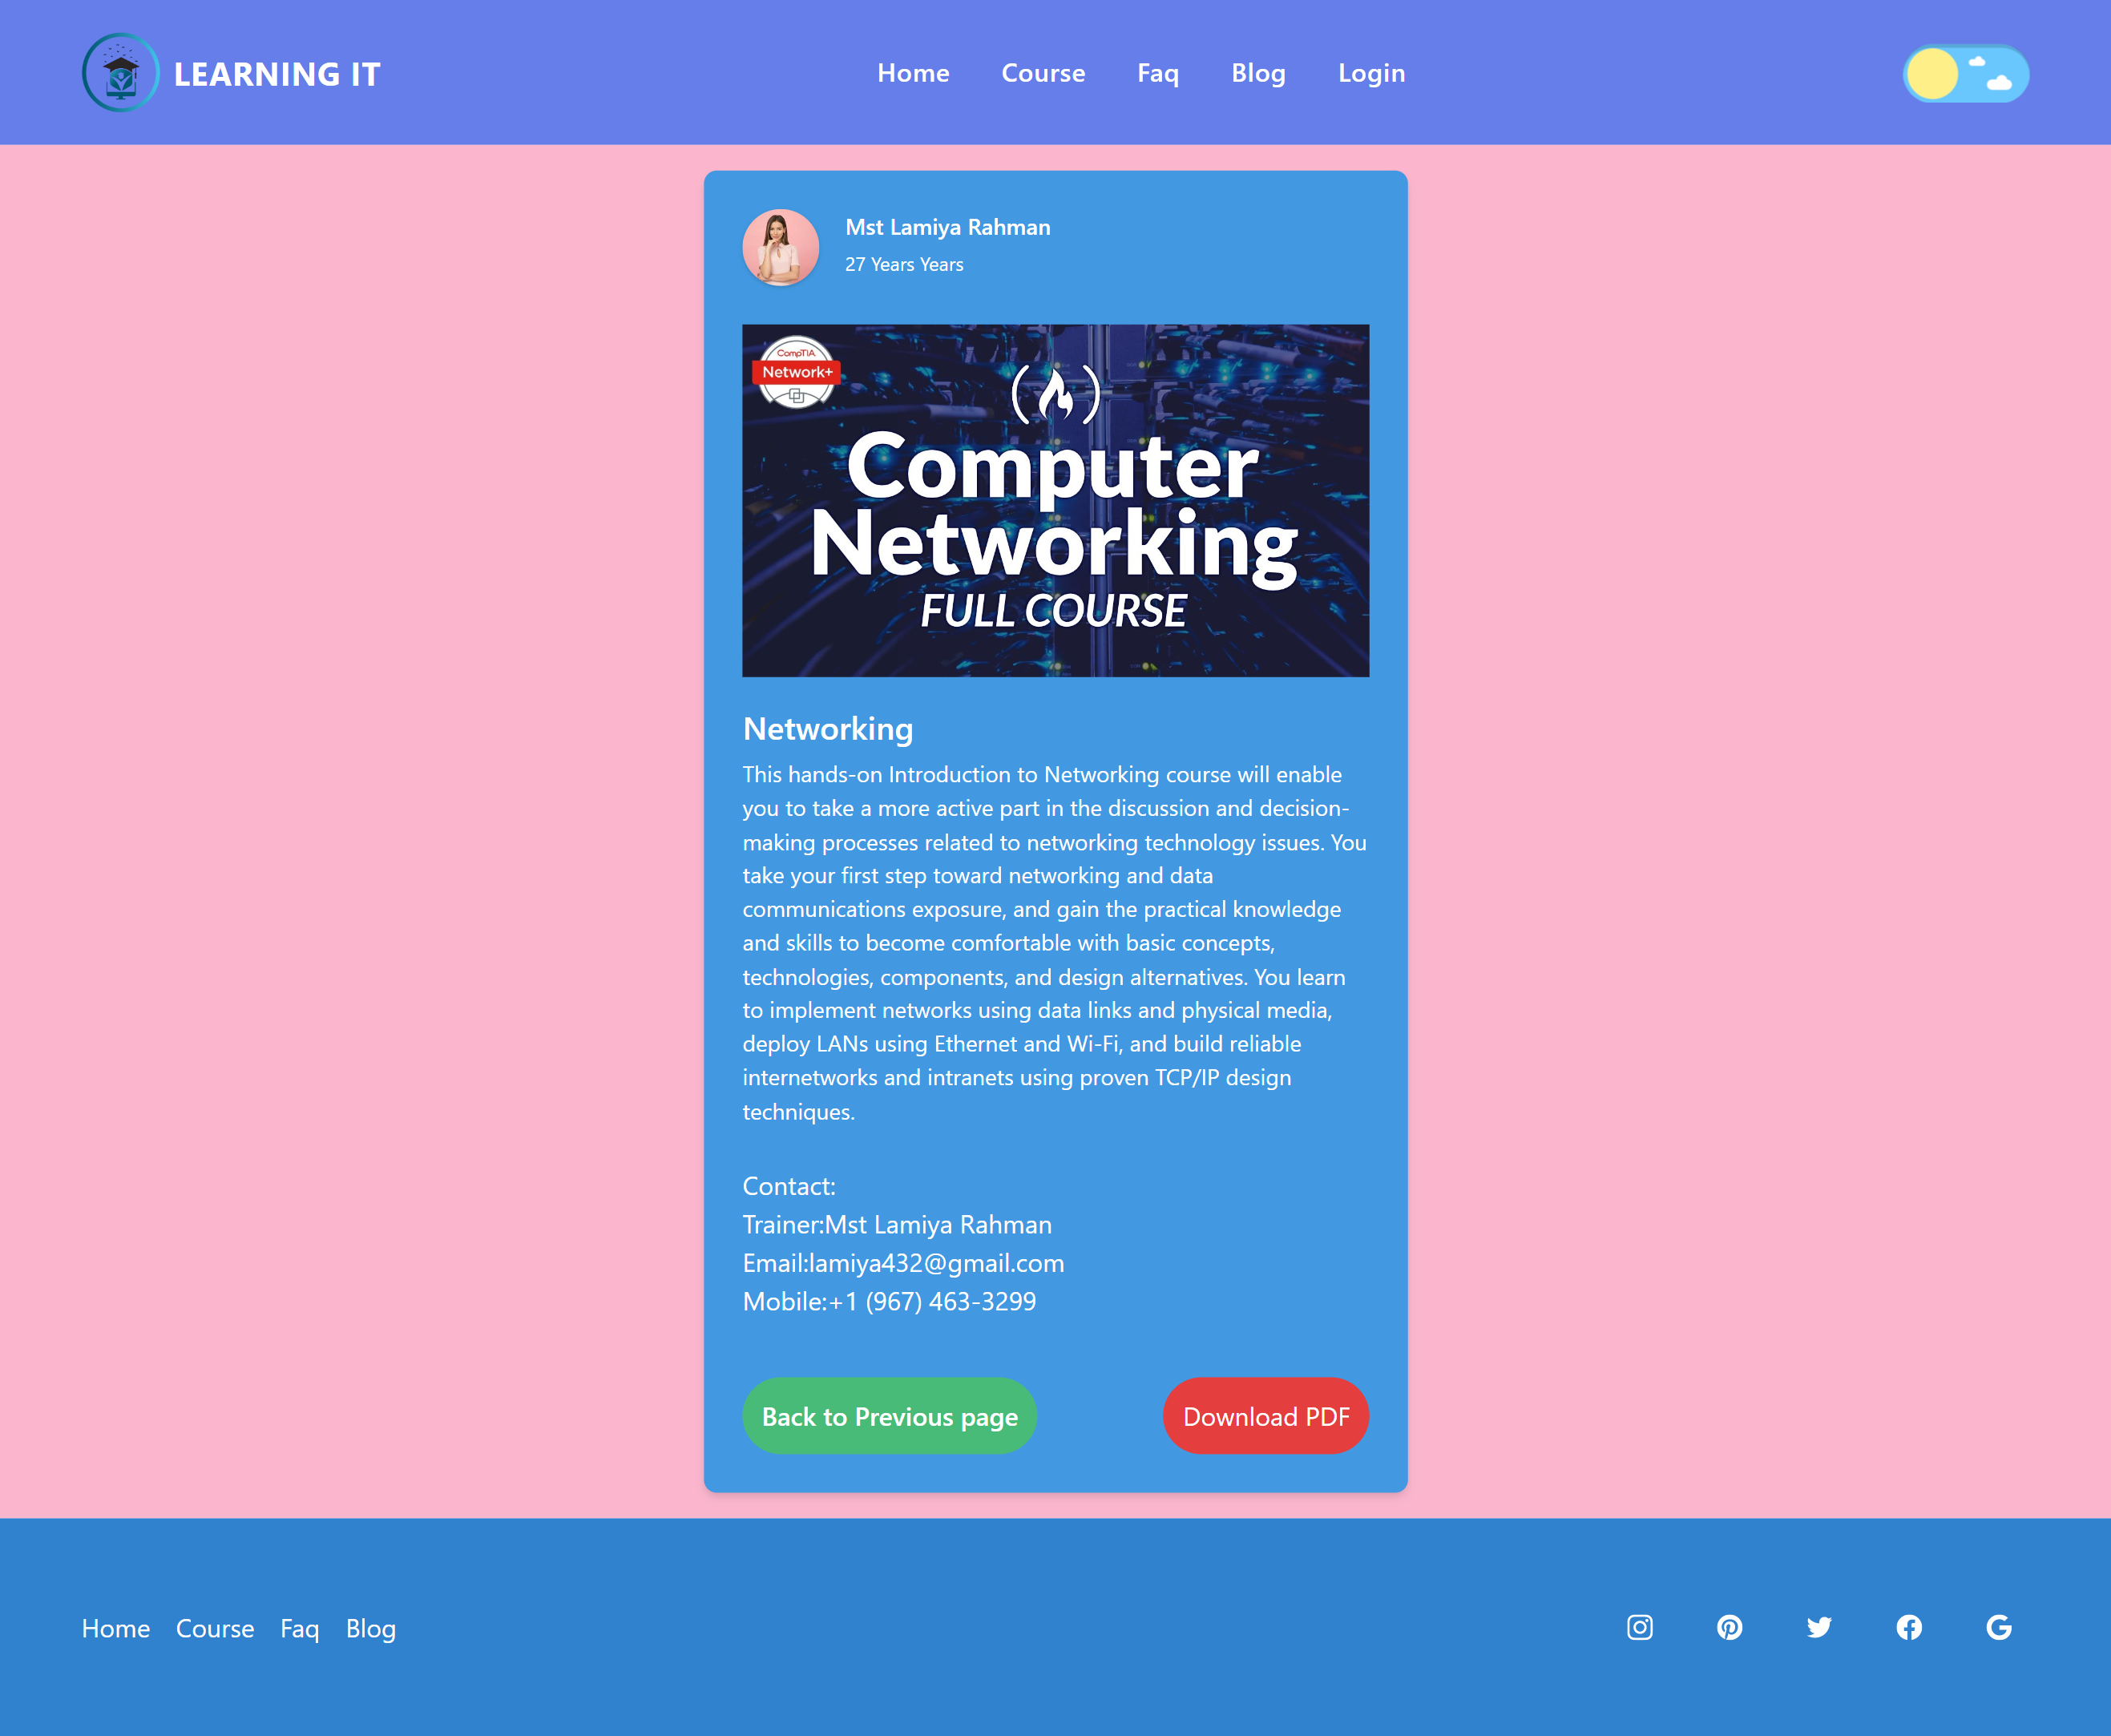 LEARNING IT
Home Course Faq Blog Login
Mst Lamiya Rahman
27 Years Years
CompTIA
Network+
Computer
Networking
FULL COURSE
Networking
This hands-on Introduction to Networking course will enable
you to take a more active part in the discussion and decision-
making processes related to networking technology issues. You
take your first step toward networking and data
communications exposure, and gain the practical knowledge
and skills to become comfortable with basic concepts,
technologies, components, and design alternatives. You learn
to implement networks using data links and physical media,
deploy LANs using Ethernet and Wi-Fi, and build reliable
internetworks and intranets using proven TCP/IP design
techniques.
Contact:
Trainer:Mst Lamiya Rahman
Email:lamiya432@gmail.com
Mobile:+1 (967) 463-3299
Back to Previous page
Download PDF
Home Course Faq Blog